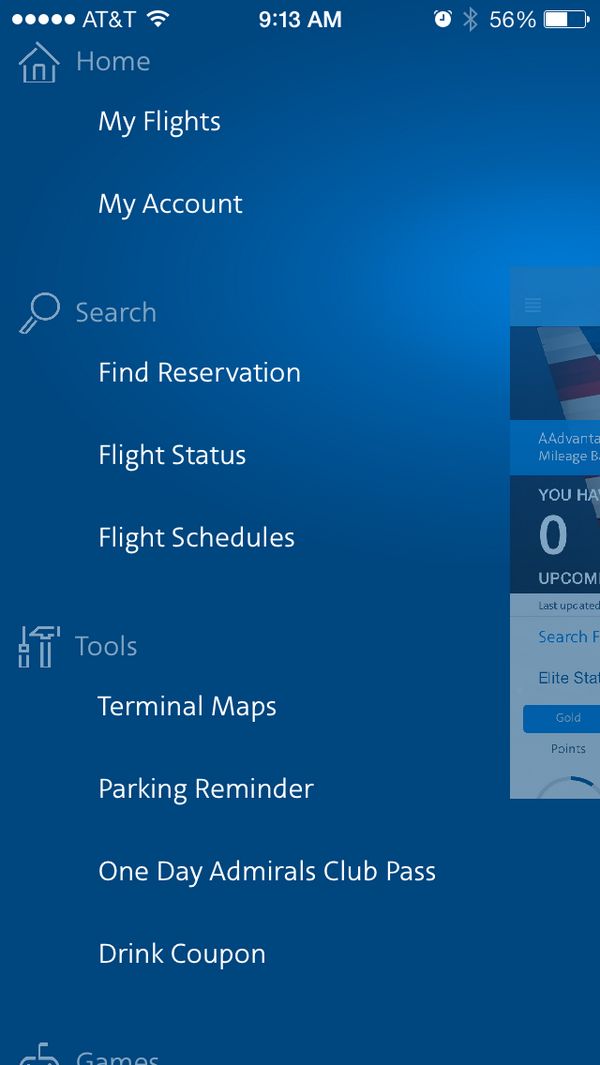 AT&T 9:13 AM 56%
Home
My Flights
My Account
Search
Find Reservation
Flight Status
Flight Schedules
Tools
Terminal Maps
Parking Reminder
One Day Admirals Club Pass
Drink Coupon
Games
AAdvanta
Mileage B
YOU HA
0
UPCOM
Last updated
Search F
Elite Stat
Gold
Points